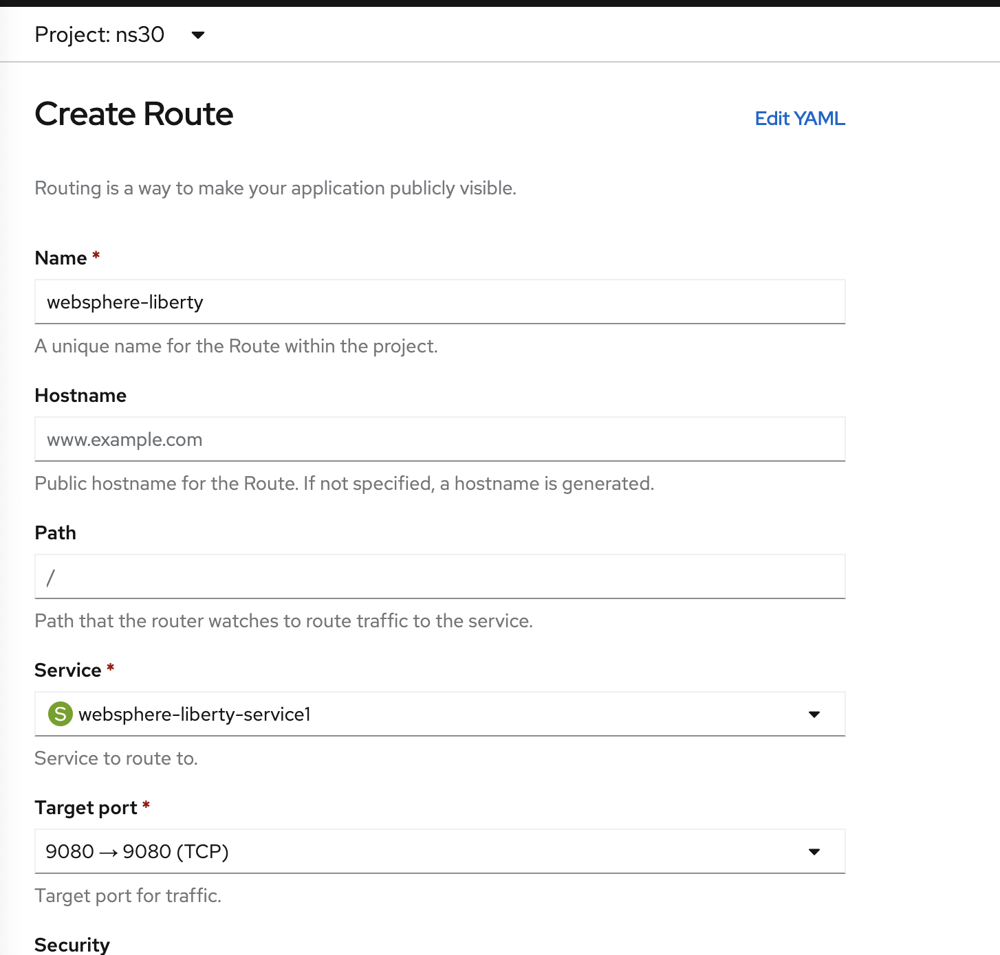 Project: ns30
Create Route
Edit YAML
Routing is a way to make your application publicly visible.
Name *
websphere-liberty
A unique name for the Route within the project.
Hostname
www.example.com
Public hostname for the Route. If not specified, a hostname is generated.
Path
/
Path that the router watches to route traffic to the service.
Service *
S websphere-liberty-service1
Service to route to.
Target port *
9080 → 9080 (TCP)
Target port for traffic.
Security